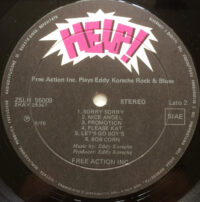 HELP!
Free Action Inc. Plays Eddy Korsche Rock & Blues
ZSLH 55009
STEREO
Lato 2
SIAE
1. SORRY SORRY
2. NICE ANGEL
3. PROMOTION
4. PLEASE KAT
5. LET'S GO BOY'S
6. BOB CORN
Music by: Eddy Korsche
Producer: Eddy Korsche
FREE ACTION INC.